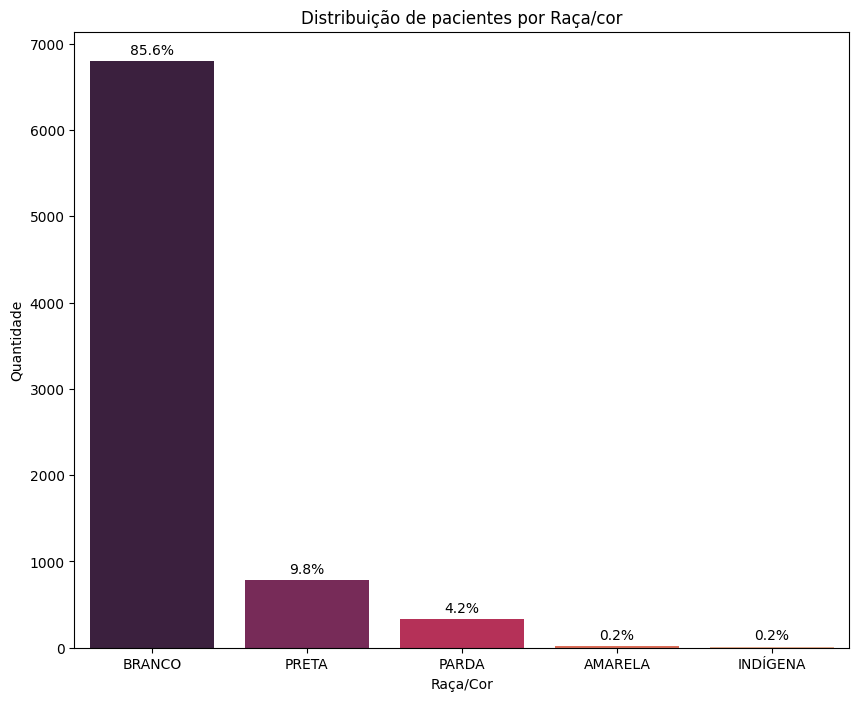 Distribuição de pacientes por Raça/cor
7000
6000
5000
4000
3000
2000
1000
0
Quantidade
85.6%
9.8%
4.2%
0.2%
0.2%
BRANCO
PRETA
PARDA
AMARELA
INDÍGENA
Raça/Cor